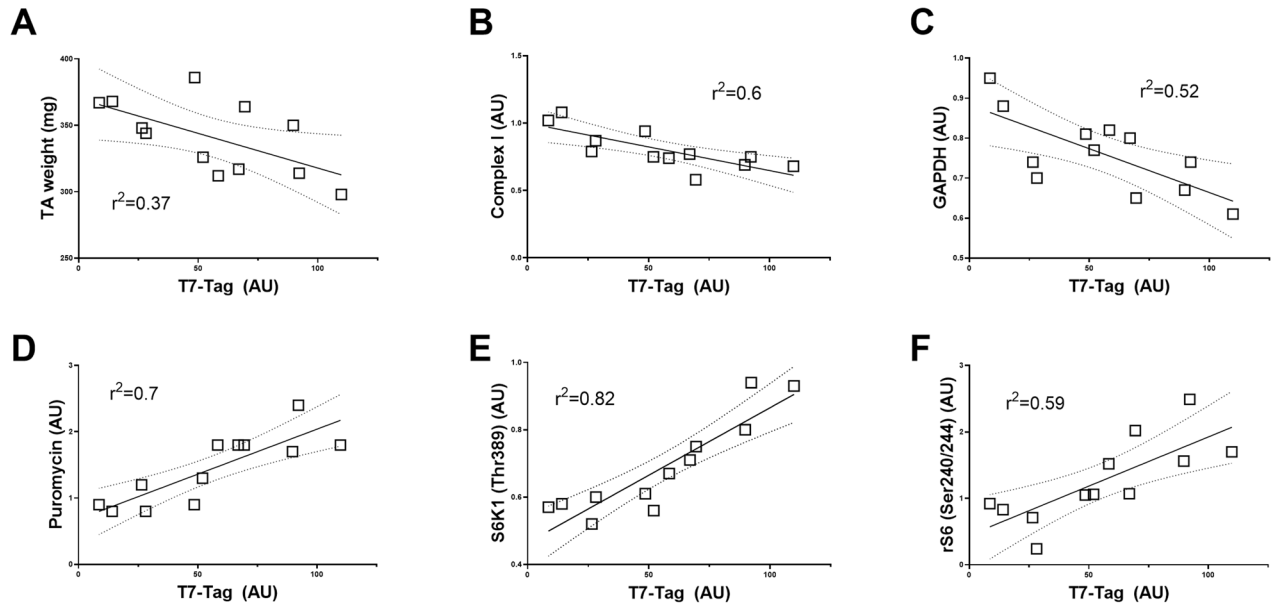 A
TA weight (mg)
400
350
300
250
r²=0.37
0
50
100
T7-Tag (AU)
B
Complex I (AU)
1.5
1.0
0.5
0.0
r²=0.6
0
50
100
T7-Tag (AU)
C
GAPDH (AU)
1.0
0.9
0.8
0.7
0.6
0.5
r²=0.52
0
50
100
T7-Tag (AU)
D
Puromycin (AU)
3
2
1
0
r²=0.7
0
50
100
T7-Tag (AU)
E
S6K1 (Thr389) (AU)
1.0
0.8
0.6
0.4
r²=0.82
0
50
100
T7-Tag (AU)
F
rS6 (Ser240/244) (AU)
3
2
1
0
r²=0.59
0
50
100
T7-Tag (AU)